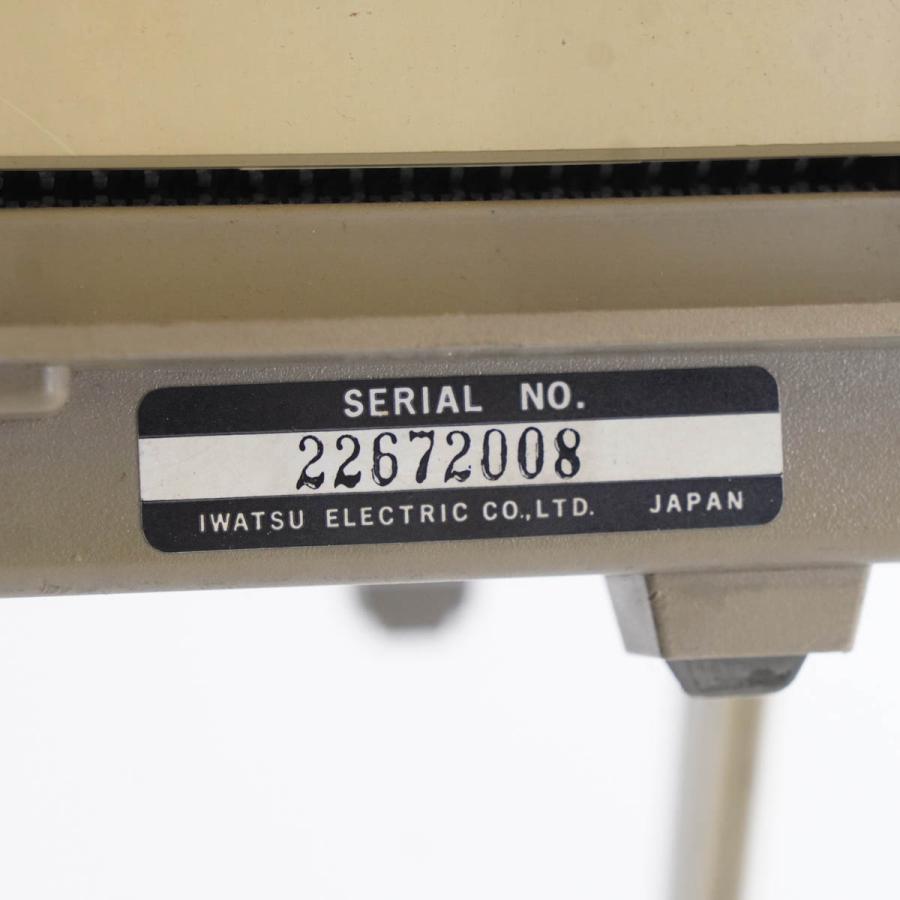 SERIAL NO.
22672008
IWATSU ELECTRIC CO.,LTD. JAPAN